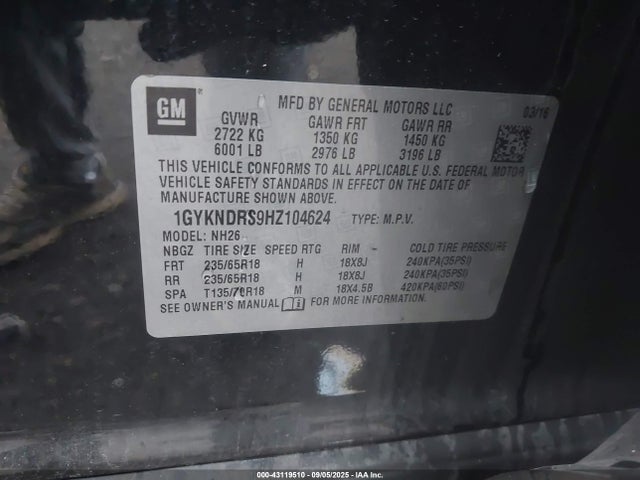 GM
MFD BY GENERAL MOTORS LLC 03/16
GVWR GAWR FRT GAWR RR
2722 KG 1350 KG 1450 KG
6001 LB 2976 LB 3196 LB
THIS VEHICLE CONFORMS TO ALL APPLICABLE U.S. FEDERAL MOTOR
VEHICLE SAFETY STANDARDS IN EFFECT ON THE DATE OF
MANUFACTURE SHOWN ABOVE.
1GYKNDRS9HZ104624 TYPE: M.P.V.
MODEL: NH26
NBGZ TIRE SIZE SPEED RTG RIM COLD TIRE PRESSURE
FRT 235/65R18 H 18X8J 240KPA(35PSI)
RR 235/65R18 H 18X8J 240KPA(35PSI)
SPA T135/70R18 M 18X4.5B 420KPA(60PSI)
SEE OWNER'S MANUAL FOR MORE INFORMATION.
000-43119510 - 09/05/2025 - © IAA Inc.